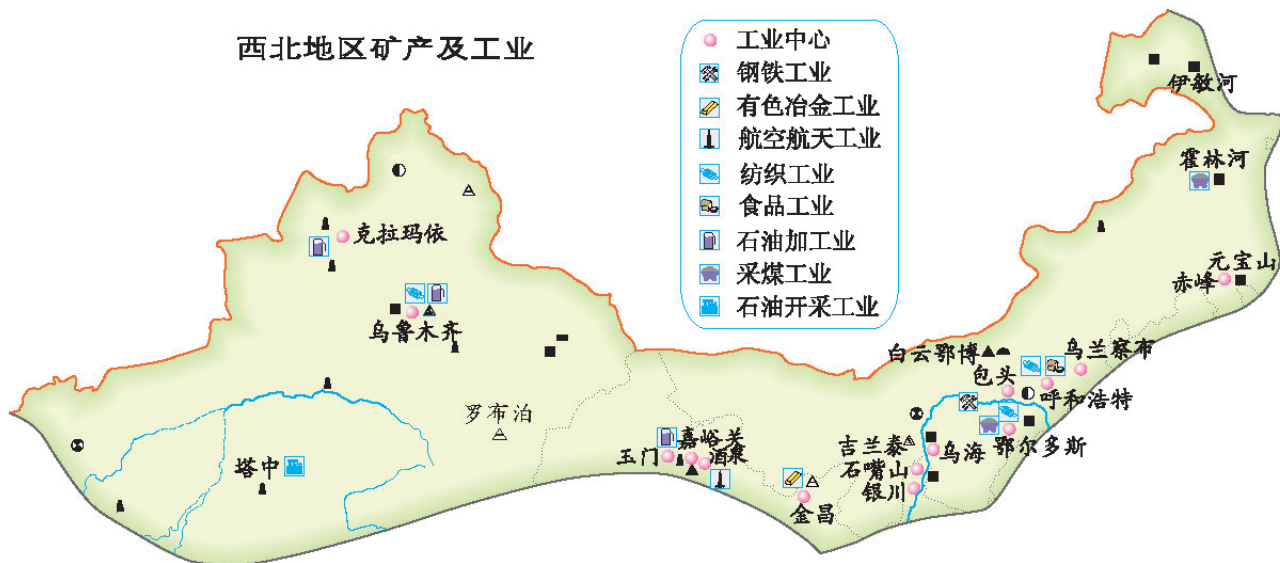 西北地区矿产及工业
工业中心
钢铁工业
有色冶金工业
航空航天工业
纺织工业
食品工业
石油加工业
采煤工业
石油开采工业
伊敏河
霍林河
元宝山
赤峰
克拉玛依
乌鲁木齐
白云鄂博
乌兰察布
包头
呼和浩特
罗布泊
塔中
玉门
嘉峪关
酒泉
金昌
吉兰泰
乌海
鄂尔多斯
石嘴山
银川